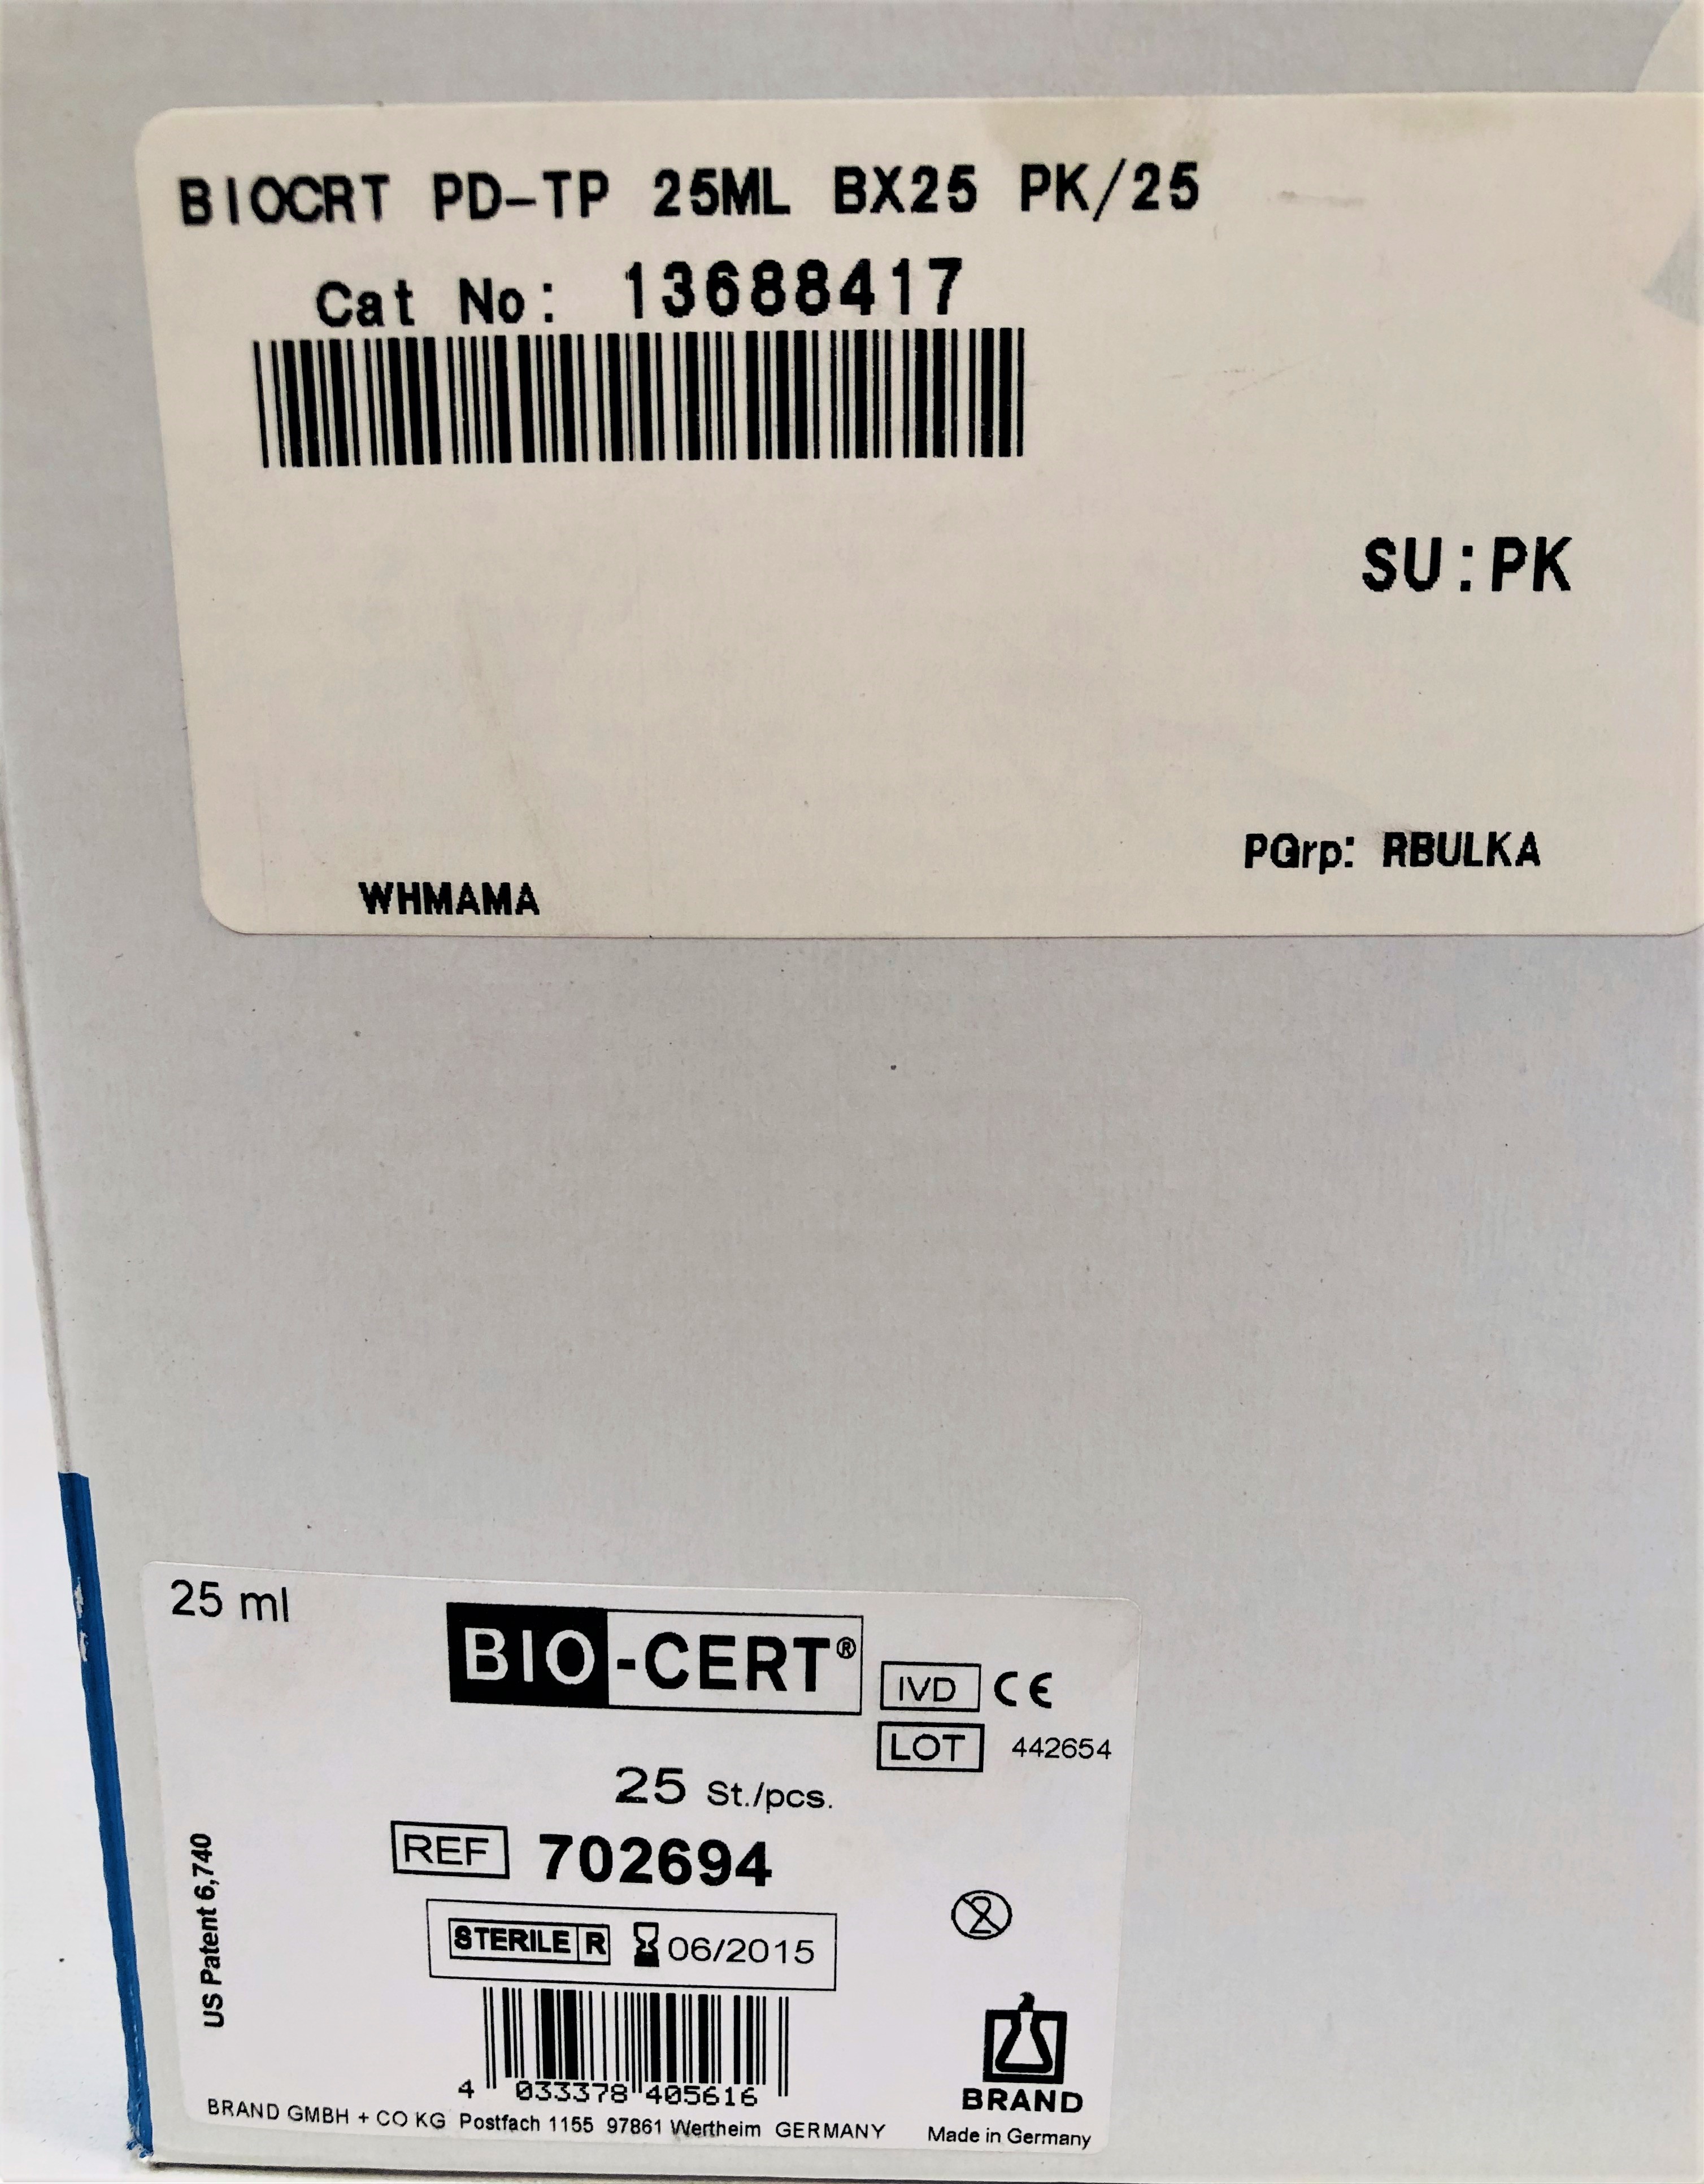 BIOCRT PD-TP 25ML BX25 PK/25
Cat No: 13688417
SU:PK
PGrp: RBULKA
WHMAMA
25 ml
BIO-CERT®
IVD CE
LOT 442654
25 St./pcs.
REF 702694
STERILE R 06/2015
2
US Patent 6,740
4 033378 405616
BRAND
BRAND GMBH + CO KG Postfach 1155 97861 Wertheim GERMANY
Made in Germany